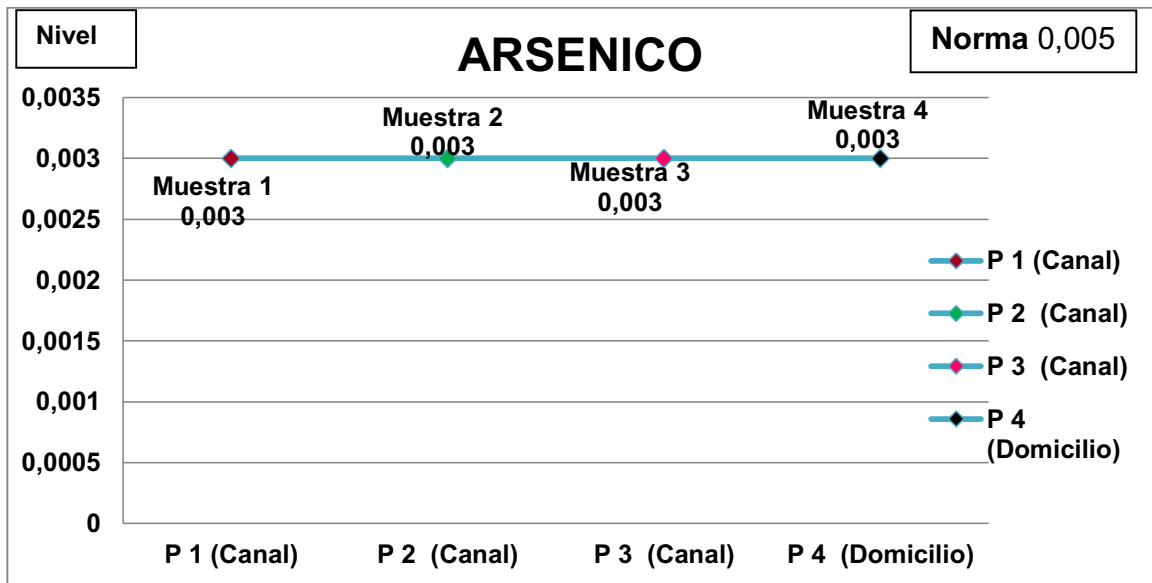 Nivel
ARSENICO
Norma 0,005
0,0035
0,003
0,0025
0,002
0,0015
0,001
0,0005
0
Muestra 1
0,003
Muestra 2
0,003
Muestra 3
0,003
Muestra 4
0,003
P 1 (Canal)
P 2  (Canal)
P 3  (Canal)
P 4  (Domicilio)
P 1 (Canal)
P 2  (Canal)
P 3  (Canal)
P 4
(Domicilio)